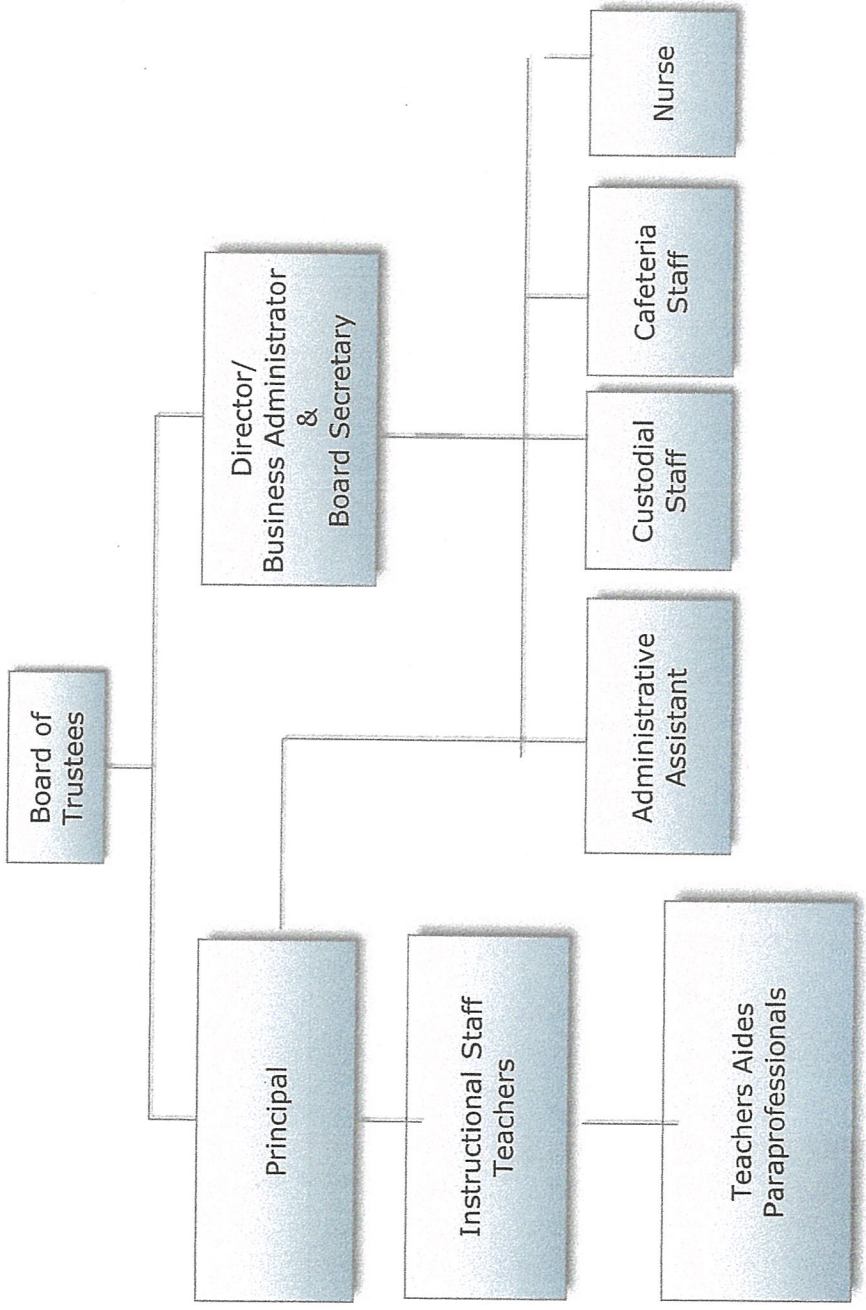 Board of
Trustees
Principal
Director/
Business Administrator
&
Board Secretary
Instructional Staff
Teachers
Administrative
Assistant
Custodial
Staff
Cafeteria
Staff
Nurse
Teachers Aides
Paraprofessionals